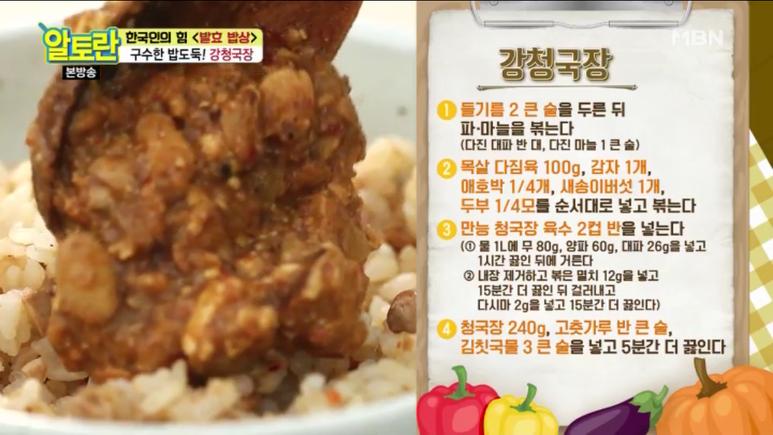 알토란
본방송
한국인의 힘 <발효 밥상>
구수한 밥도둑! 강청국장
MBN
강청국장
1 들기름 2 큰 술을 두른 뒤
파·마늘을 볶는다
(다진 대파 반 대, 다진 마늘 1 큰 술)
2 목살 다짐육 100g, 감자 1개,
애호박 1/4개, 새송이버섯 1개,
두부 1/4모를 순서대로 넣고 볶는다
3 만능 청국장 육수 2컵 반을 넣는다
(① 물 1L에 무 80g, 양파 60g, 대파 26g을 넣고
1시간 끓인 뒤에 거른다
② 내장 제거하고 볶은 멸치 12g을 넣고
15분간 더 끓인 뒤 걸러내고
다시마 2g을 넣고 15분간 더 끓인다)
4 청국장 240g, 고춧가루 반 큰 술,
김칫국물 3 큰 술을 넣고 5분간 더 끓인다